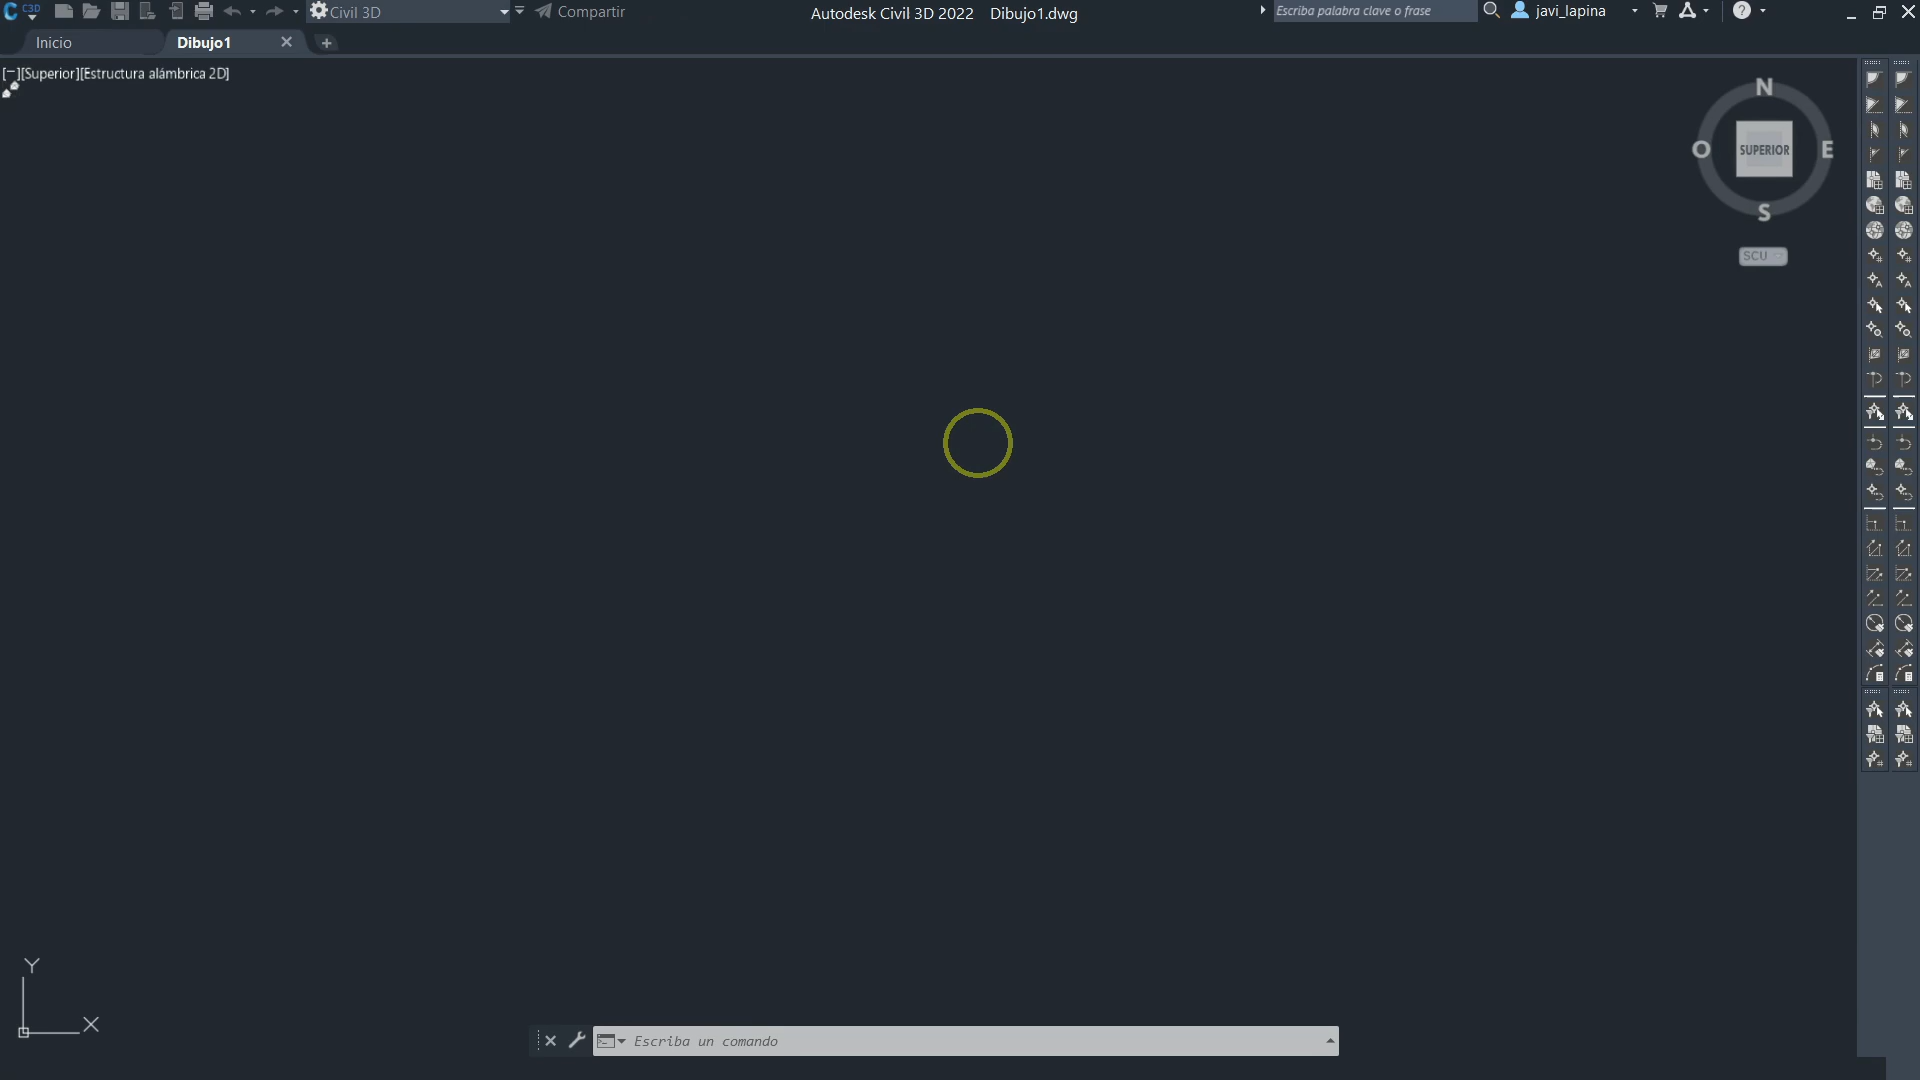 C3D
Civil 3D
Compartir
Autodesk Civil 3D 2022 Dibujo1.dwg
Escriba palabra clave o frase
javi_lapina
?
Inicio
Dibujo1
[−][Superior][Estructura alámbrica 2D]
N
O
SUPERIOR
E
S
SCU
Y
X
Escriba un comando